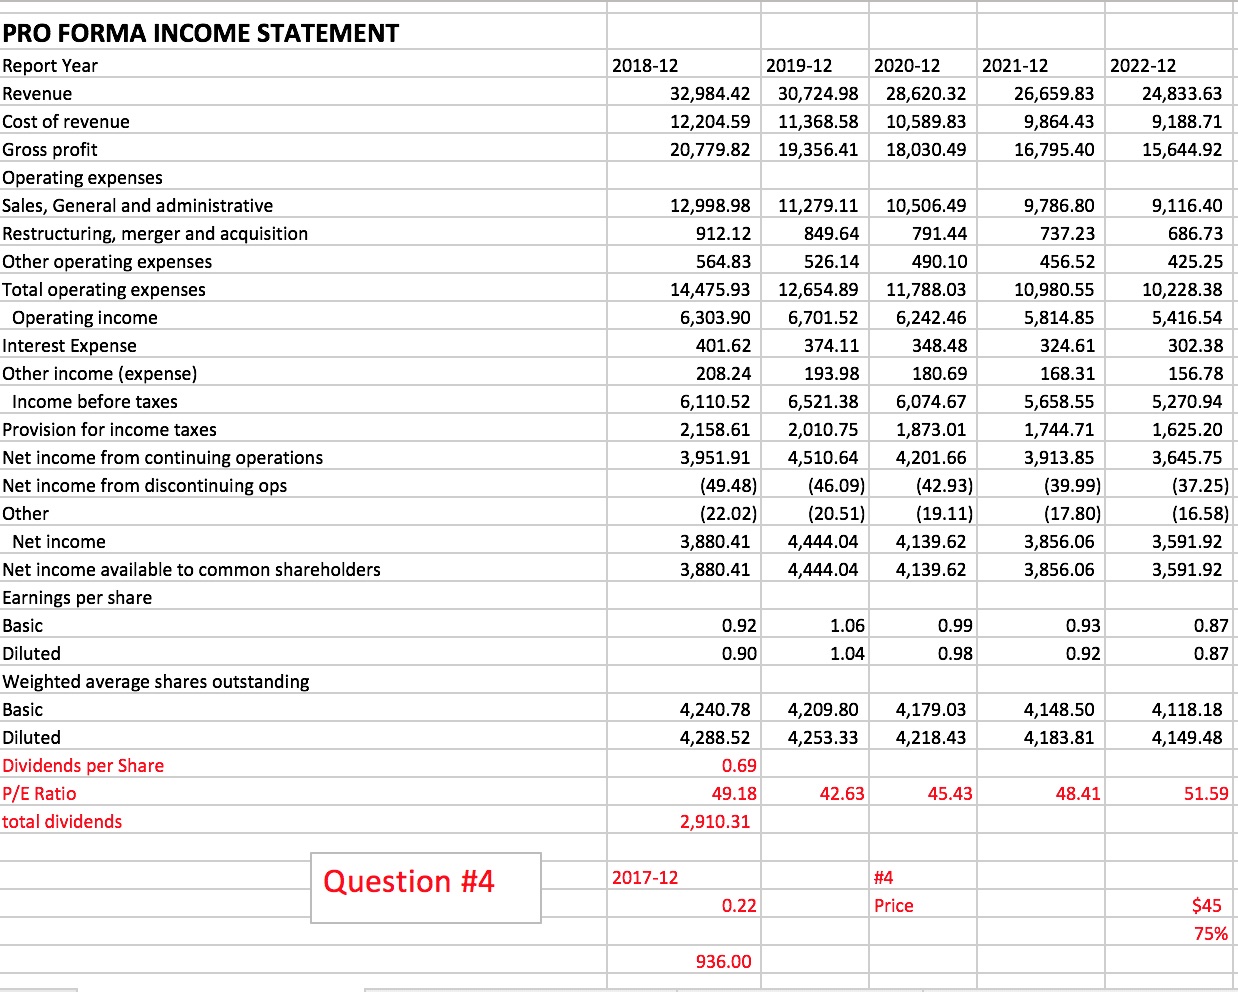 PRO FORMA INCOME STATEMENT
Report Year 2018-12 2019-12 2020-12 2021-12 2022-12
Revenue 32,984.42 30,724.98 28,620.32 26,659.83 24,833.63
Cost of revenue 12,204.59 11,368.58 10,589.83 9,864.43 9,188.71
Gross profit 20,779.82 19,356.41 18,030.49 16,795.40 15,644.92
Operating expenses
Sales, General and administrative 12,998.98 11,279.11 10,506.49 9,786.80 9,116.40
Restructuring, merger and acquisition 912.12 849.64 791.44 737.23 686.73
Other operating expenses 564.83 526.14 490.10 456.52 425.25
Total operating expenses 14,475.93 12,654.89 11,788.03 10,980.55 10,228.38
Operating income 6,303.90 6,701.52 6,242.46 5,814.85 5,416.54
Interest Expense 401.62 374.11 348.48 324.61 302.38
Other income (expense) 208.24 193.98 180.69 168.31 156.78
Income before taxes 6,110.52 6,521.38 6,074.67 5,658.55 5,270.94
Provision for income taxes 2,158.61 2,010.75 1,873.01 1,744.71 1,625.20
Net income from continuing operations 3,951.91 4,510.64 4,201.66 3,913.85 3,645.75
Net income from discontinuing ops (49.48) (46.09) (42.93) (39.99) (37.25)
Other (22.02) (20.51) (19.11) (17.80) (16.58)
Net income 3,880.41 4,444.04 4,139.62 3,856.06 3,591.92
Net income available to common shareholders 3,880.41 4,444.04 4,139.62 3,856.06 3,591.92
Earnings per share
Basic 0.92 1.06 0.99 0.93 0.87
Diluted 0.90 1.04 0.98 0.92 0.87
Weighted average shares outstanding
Basic 4,240.78 4,209.80 4,179.03 4,148.50 4,118.18
Diluted 4,288.52 4,253.33 4,218.43 4,183.81 4,149.48
Dividends per Share 0.69
P/E Ratio 49.18 42.63 45.43 48.41 51.59
total dividends 2,910.31
Question #4 2017-12 #4
0.22 Price $45
75%
936.00